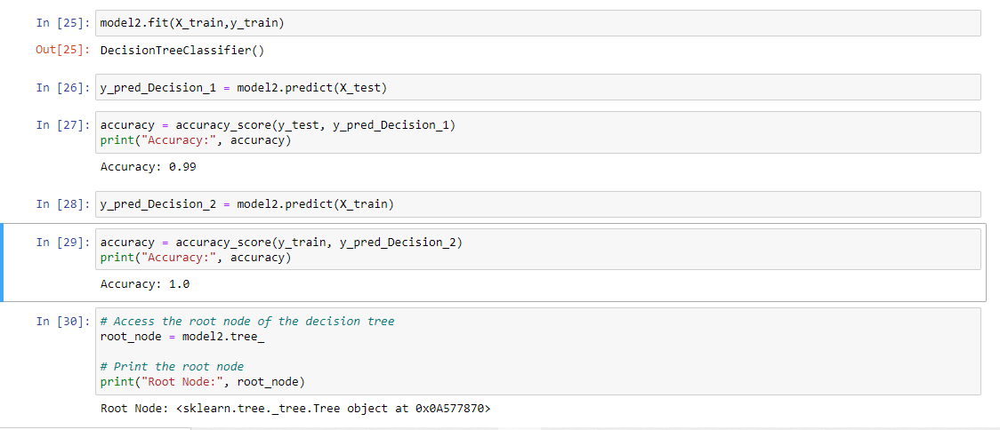 In [25]: model2.fit(X_train,y_train)
Out[25]: DecisionTreeClassifier()
In [26]: y_pred_Decision_1 = model2.predict(X_test)
In [27]: accuracy = accuracy_score(y_test, y_pred_Decision_1)
print("Accuracy:", accuracy)
Accuracy: 0.99
In [28]: y_pred_Decision_2 = model2.predict(X_train)
In [29]: accuracy = accuracy_score(y_train, y_pred_Decision_2)
print("Accuracy:", accuracy)
Accuracy: 1.0
In [30]: # Access the root node of the decision tree
root_node = model2.tree_
# Print the root node
print("Root Node:", root_node)
Root Node: <sklearn.tree._tree.Tree object at 0x0A577870>